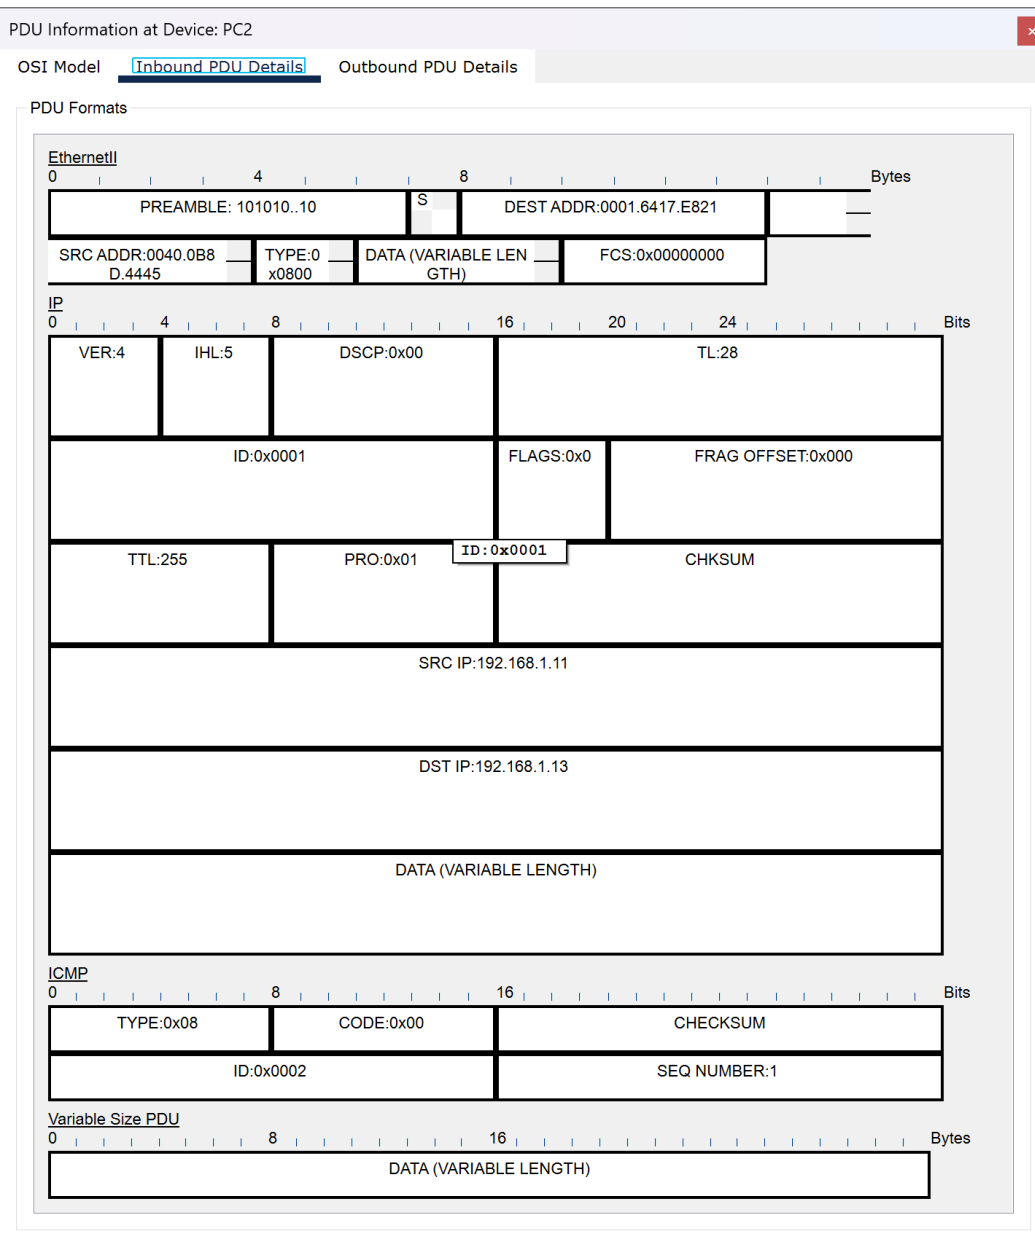 PDU Information at Device: PC2
OSI Model Inbound PDU Details Outbound PDU Details
PDU Formats
EthernetII
0 4 8 Bytes
PREAMBLE: 101010..10 S DEST ADDR:0001.6417.E821
SRC ADDR:0040.0B8 TYPE:0 DATA (VARIABLE LEN FCS:0x00000000
D.4445 x0800 GTH)
IP
0 4 8 16 20 24 Bits
VER:4 IHL:5 DSCP:0x00 TL:28
ID:0x0001 FLAGS:0x0 FRAG OFFSET:0x000
ID:0x0001
TTL:255 PRO:0x01 CHKSUM
SRC IP:192.168.1.11
DST IP:192.168.1.13
DATA (VARIABLE LENGTH)
ICMP
0 8 16 Bits
TYPE:0x08 CODE:0x00 CHECKSUM
ID:0x0002 SEQ NUMBER:1
Variable Size PDU
0 8 16 Bytes
DATA (VARIABLE LENGTH)